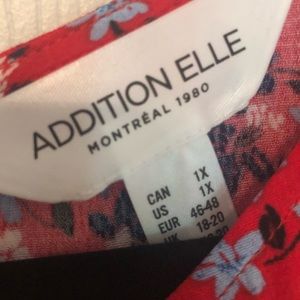 ADDITION ELLE
MONTRÉAL 1980
CAN 1X
US 1X
EUR 46-48
UK 18-20